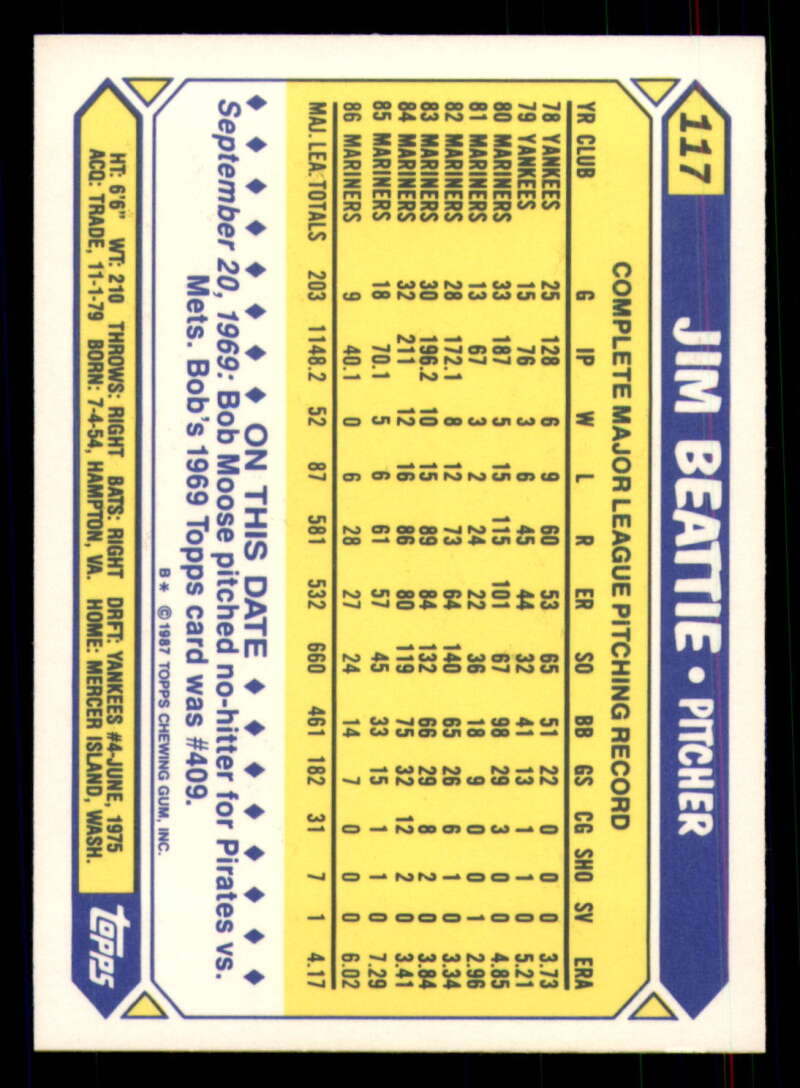 117
JIM BEATTIE • PITCHER
COMPLETE MAJOR LEAGUE PITCHING RECORD
YR CLUB G IP W L R ER SO BB GS CG SHO SV ERA
78 YANKEES 25 128 6 9 60 53 65 51 22 0 0 0 3.73
79 YANKEES 15 76 3 6 45 44 32 41 13 1 1 0 5.21
80 MARINERS 33 187 5 15 115 101 67 98 29 3 0 0 4.85
81 MARINERS 13 67 3 2 24 22 36 18 9 0 0 1 2.96
82 MARINERS 28 172.1 8 12 73 64 140 65 26 6 1 0 3.34
83 MARINERS 30 196.2 10 15 89 84 132 66 29 8 2 0 3.84
84 MARINERS 32 211 12 16 86 80 119 75 32 12 2 0 3.41
85 MARINERS 18 70.1 5 6 61 57 45 33 15 1 1 0 7.29
86 MARINERS 9 40.1 0 6 28 27 24 14 7 0 0 0 6.02
MAJ. LEA. TOTALS 203 1148.2 52 87 581 532 660 461 182 31 7 1 4.17
◆ ◆ ◆ ◆ ◆ ◆ ◆ ◆ ON THIS DATE ◆ ◆ ◆ ◆ ◆ ◆ ◆ ◆
September 20, 1969: Bob Moose pitched no-hitter for Pirates vs.
Mets. Bob's 1969 Topps card was #409.
B* ©1987 TOPPS CHEWING GUM, INC.
HT: 6'6" WT: 210 THROWS: RIGHT BATS: RIGHT DRFT: YANKEES #4-JUNE, 1975
ACQ: TRADE, 11-1-79 BORN: 7-4-54, HAMPTON, VA. HOME: MERCER ISLAND, WASH.
topps